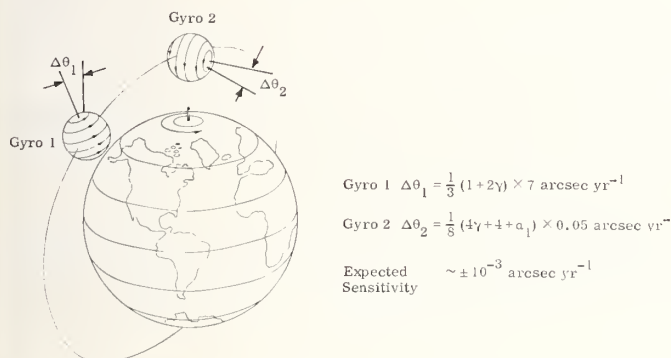 Gyro 2
Δθ₁
Δθ₂
Gyro 1
Gyro 1 Δθ₁ = 1/3 (1+2γ) × 7 arcsec yr⁻¹
Gyro 2 Δθ₂ = 1/8 (4γ+4+a₁) × 0.05 arcsec yr⁻
Expected ~ ± 10⁻³ arcsec yr⁻¹
Sensitivity